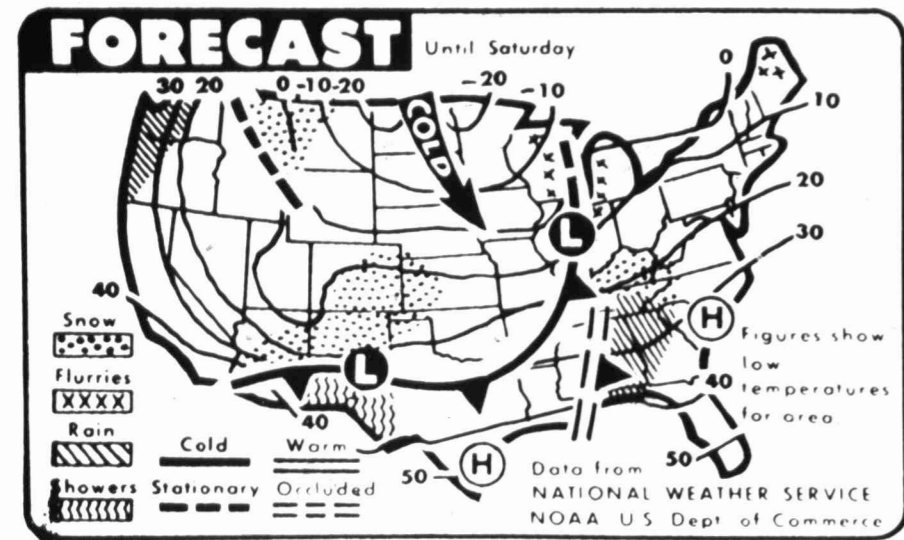 FORECAST
Until Saturday
30 20 0 -10 -20 -20 -10 0
10
20
30
40
COLD
L
H
L
40
40
H
50
50
Snow
Flurries
XXXX
Rain
Showers
Cold
Stationary
Warm
Occluded
Figures show
low
temperatures
for area
Data from
NATIONAL WEATHER SERVICE
NOAA US Dept of Commerce